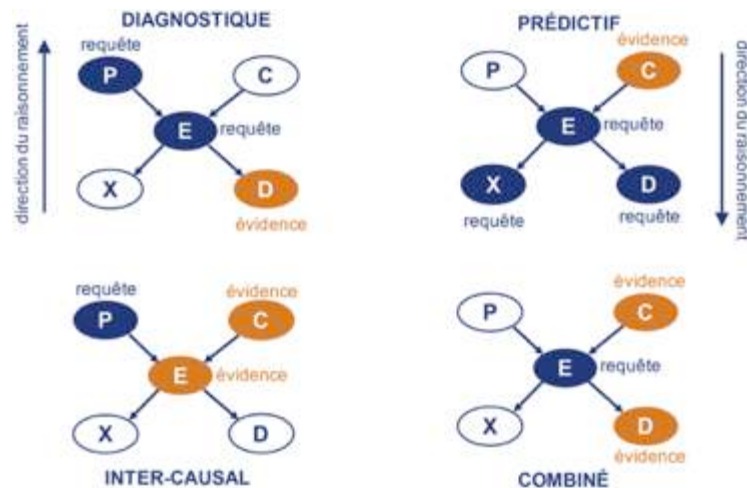 DIAGNOSTIQUE
requête
P
C
E
requête
X
D
évidence
direction du raisonnement
PRÉDICTIF
évidence
P
C
E
requête
X
D
requête
requête
direction du raisonnement
requête
évidence
P
C
E
évidence
X
D
INTER-CAUSAL
évidence
P
C
E
requête
X
D
évidence
COMBINÉ